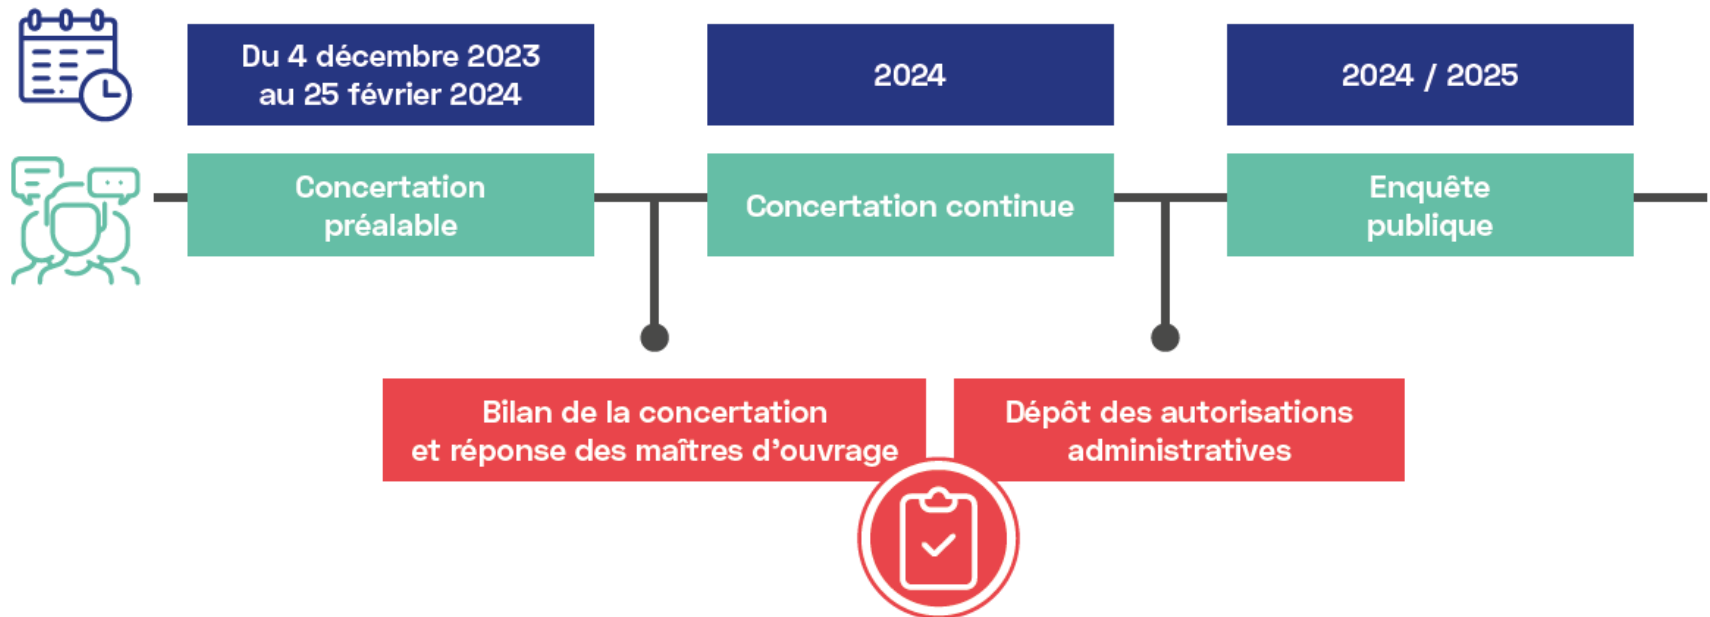 Du 4 décembre 2023
au 25 février 2024
2024
2024 / 2025
Concertation
préalable
Concertation continue
Enquête
publique
Bilan de la concertation
et réponse des maîtres d'ouvrage
Dépôt des autorisations
administratives